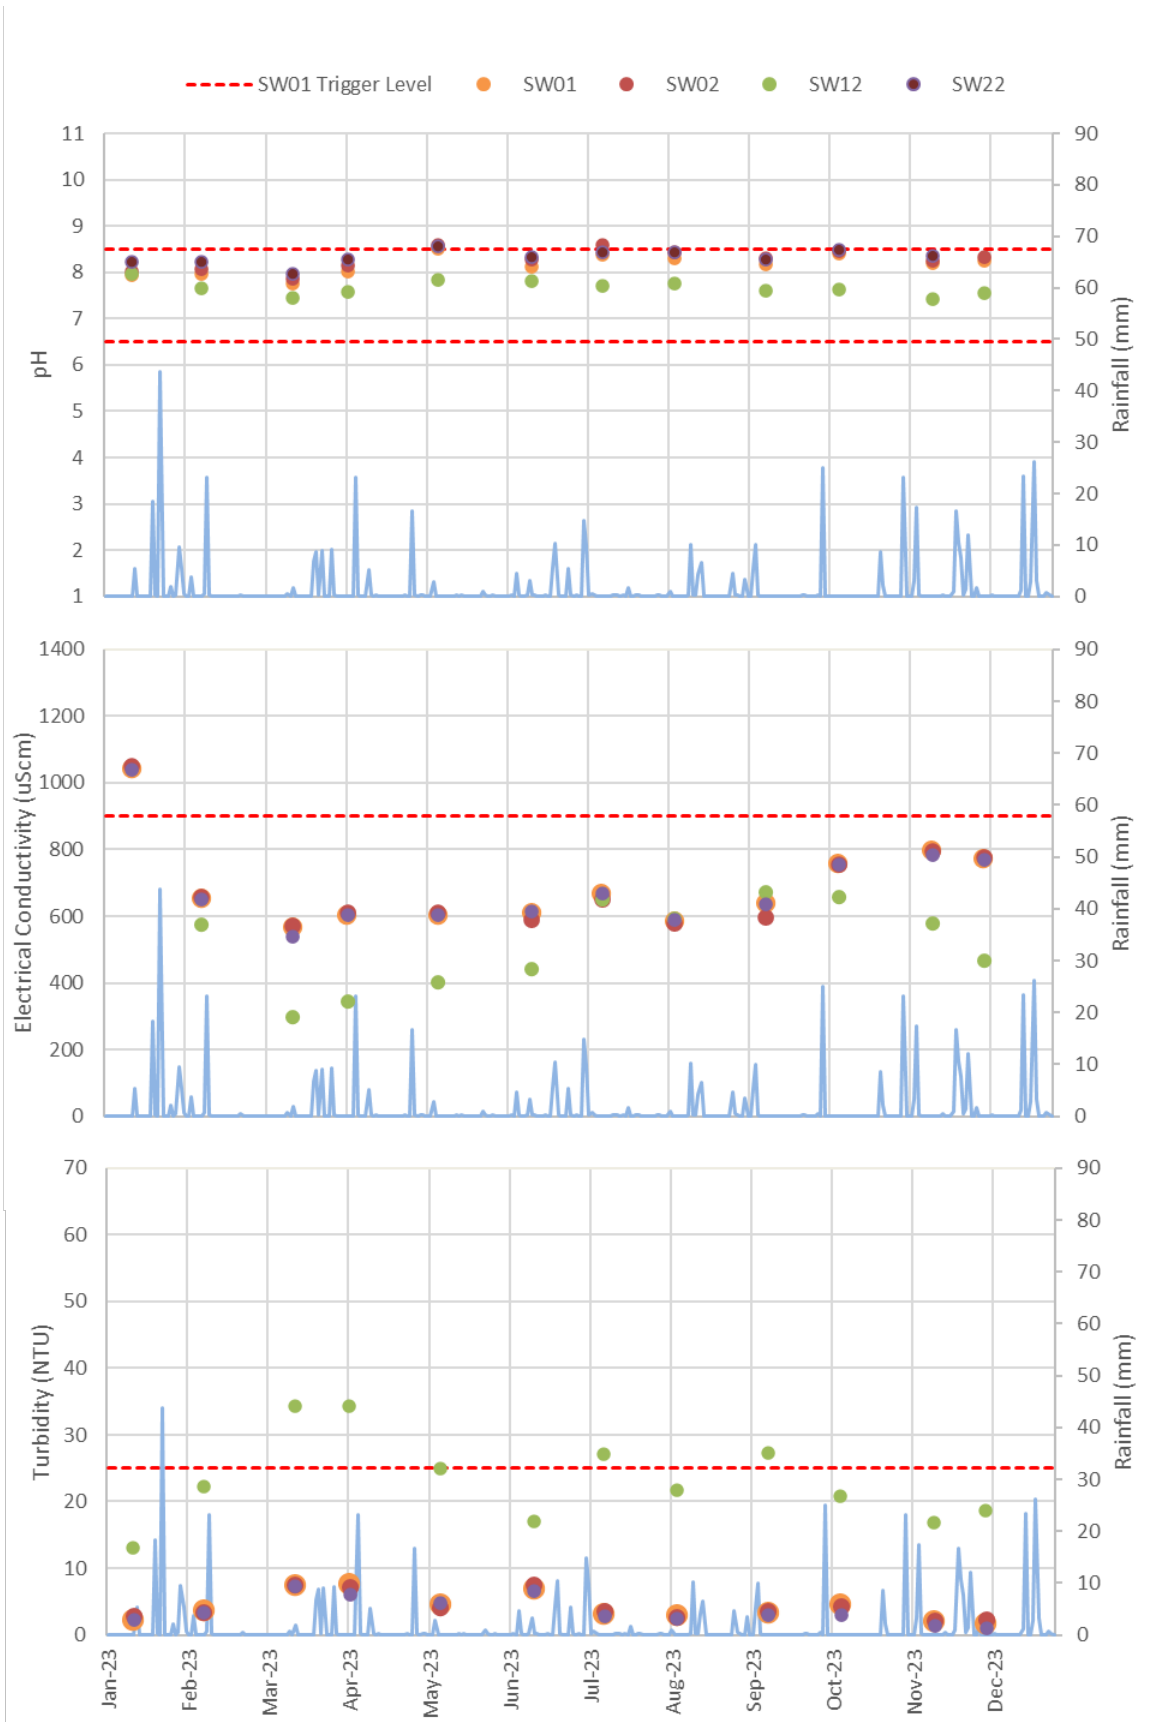 SW01 Trigger Level SW01 SW02 SW12 SW22
11 90
10 80
9 70
8 60
7 50
6 40
5 30
4 20
3 10
2 0
1
pH
Rainfall (mm)
1400 90
1200 80
1000 70
800 60
600 50
400 40
200 30
0 20
10
0
Electrical Conductivity (uScm)
Rainfall (mm)
70 90
60 80
50 70
40 60
30 50
20 40
10 30
0 20
10
0
Turbidity (NTU)
Rainfall (mm)
Jan-23
Feb-23
Mar-23
Apr-23
May-23
Jun-23
Jul-23
Aug-23
Sep-23
Oct-23
Nov-23
Dec-23